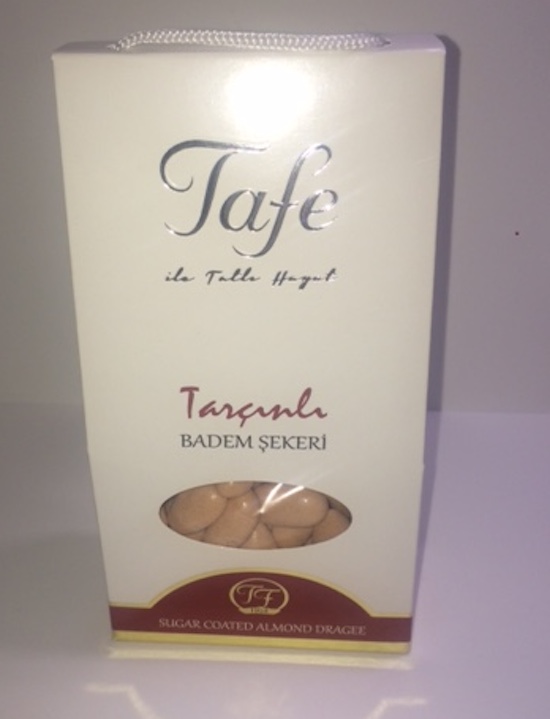 Tafe
ile Tatlı Hayat
Tarçınlı
BADEM ŞEKERİ
TF
SUGAR COATED ALMOND DRAGEE